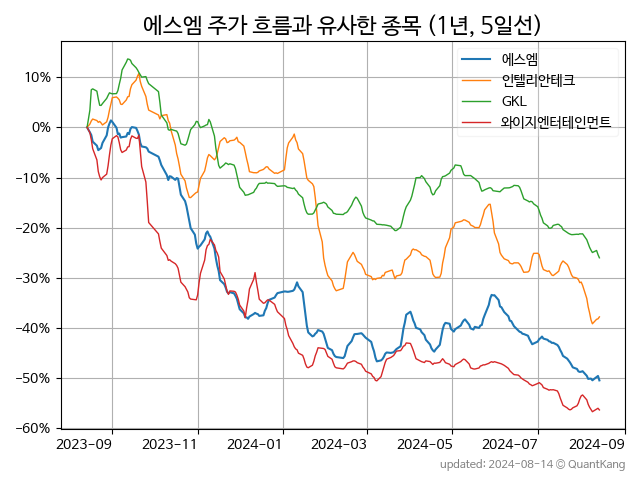 에스엠 주가 흐름과 유사한 종목 (1년, 5일선)
에스엠
인텔리안테크
GKL
와이지엔터테인먼트
10%
0%
−10%
−20%
−30%
−40%
−50%
−60%
2023-09
2023-11
2024-01
2024-03
2024-05
2024-07
2024-09
updated: 2024-08-14 © QuantKang